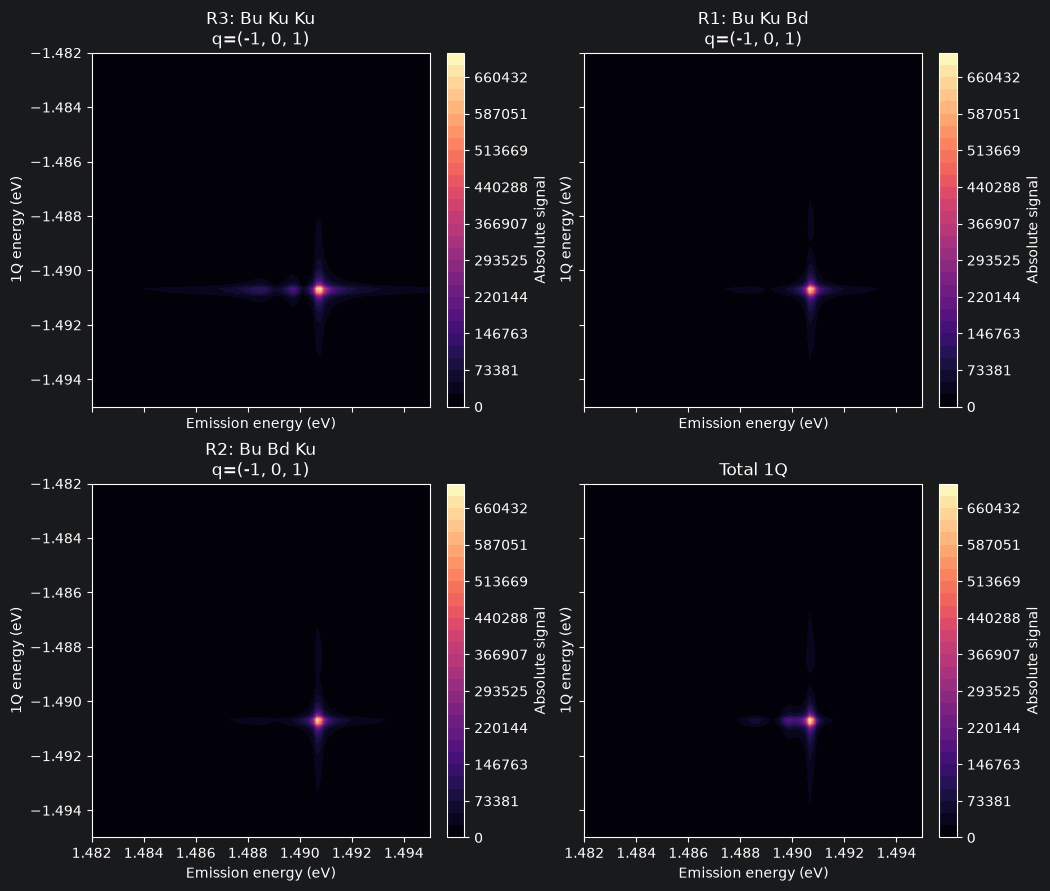 R3: Bu Ku Ku
q=(-1, 0, 1)
−1.482
−1.484
−1.486
−1.488
−1.490
−1.492
−1.494
1Q energy (eV)
Emission energy (eV)
660432
587051
513669
440288
366907
293525
220144
146763
73381
0
Absolute signal
R1: Bu Ku Bd
q=(-1, 0, 1)
1Q energy (eV)
Emission energy (eV)
660432
587051
513669
440288
366907
293525
220144
146763
73381
0
Absolute signal
R2: Bu Bd Ku
q=(-1, 0, 1)
−1.482
−1.484
−1.486
−1.488
−1.490
−1.492
−1.494
1Q energy (eV)
1.482 1.484 1.486 1.488 1.490 1.492 1.494
Emission energy (eV)
660432
587051
513669
440288
366907
293525
220144
146763
73381
0
Absolute signal
Total 1Q
1Q energy (eV)
1.482 1.484 1.486 1.488 1.490 1.492 1.494
Emission energy (eV)
660432
587051
513669
440288
366907
293525
220144
146763
73381
0
Absolute signal